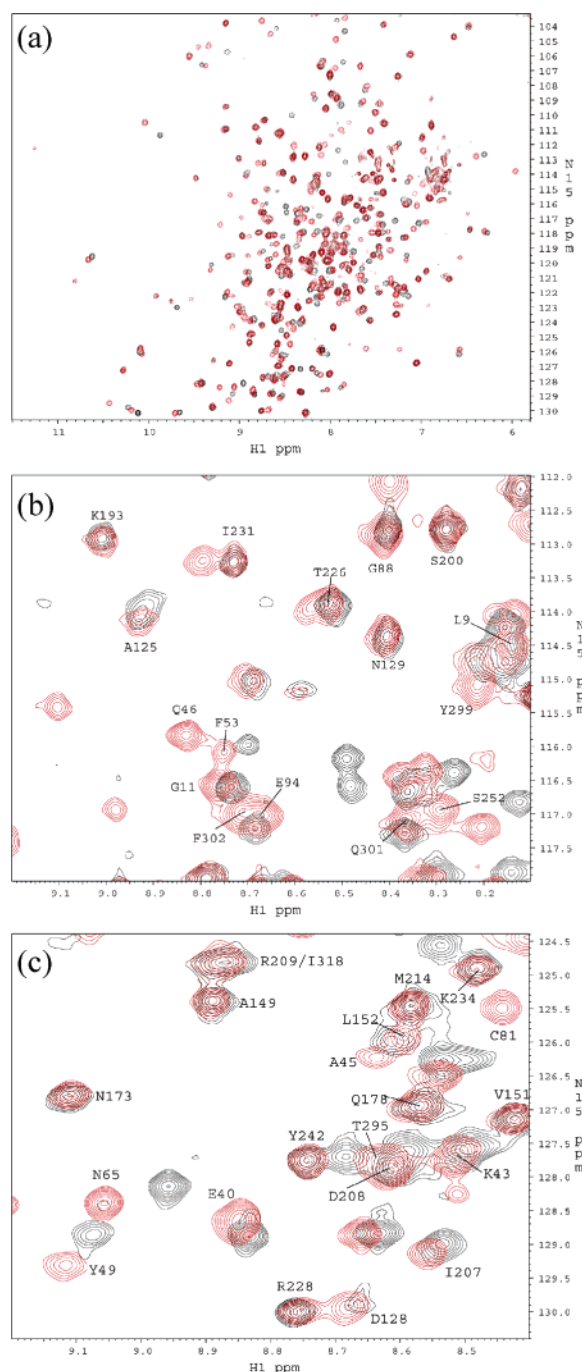 (a)
104
105
106
107
108
109
110
111
112
113
114
115
116
117
118
119
120
121
122
123
124
125
126
127
128
129
130
N15 ppm
11 10 9 8 7 6
H1 ppm
(b)
112.0
K193
I231
112.5
113.0
G88
S200
T226
113.5
L9
114.0
A125
N129
114.5
N15 ppm
115.0
Q46
Y299
F53
115.5
116.0
G11
E94
116.5
S252
F302
117.0
Q301
117.5
9.1 9.0 8.9 8.8 8.7 8.6 8.5 8.4 8.3 8.2
H1 ppm
(c)
124.5
M214
R209/I318
125.0
K234
A149
L152
C81
125.5
A45
126.0
N173
V151
126.5
Q178
Y242
T295
127.0
N15 ppm
127.5
N65
K43
E40
D208
128.0
128.5
Y49
I207
129.0
R228
129.5
D128
130.0
9.1 9.0 8.9 8.8 8.7 8.6 8.5
H1 ppm